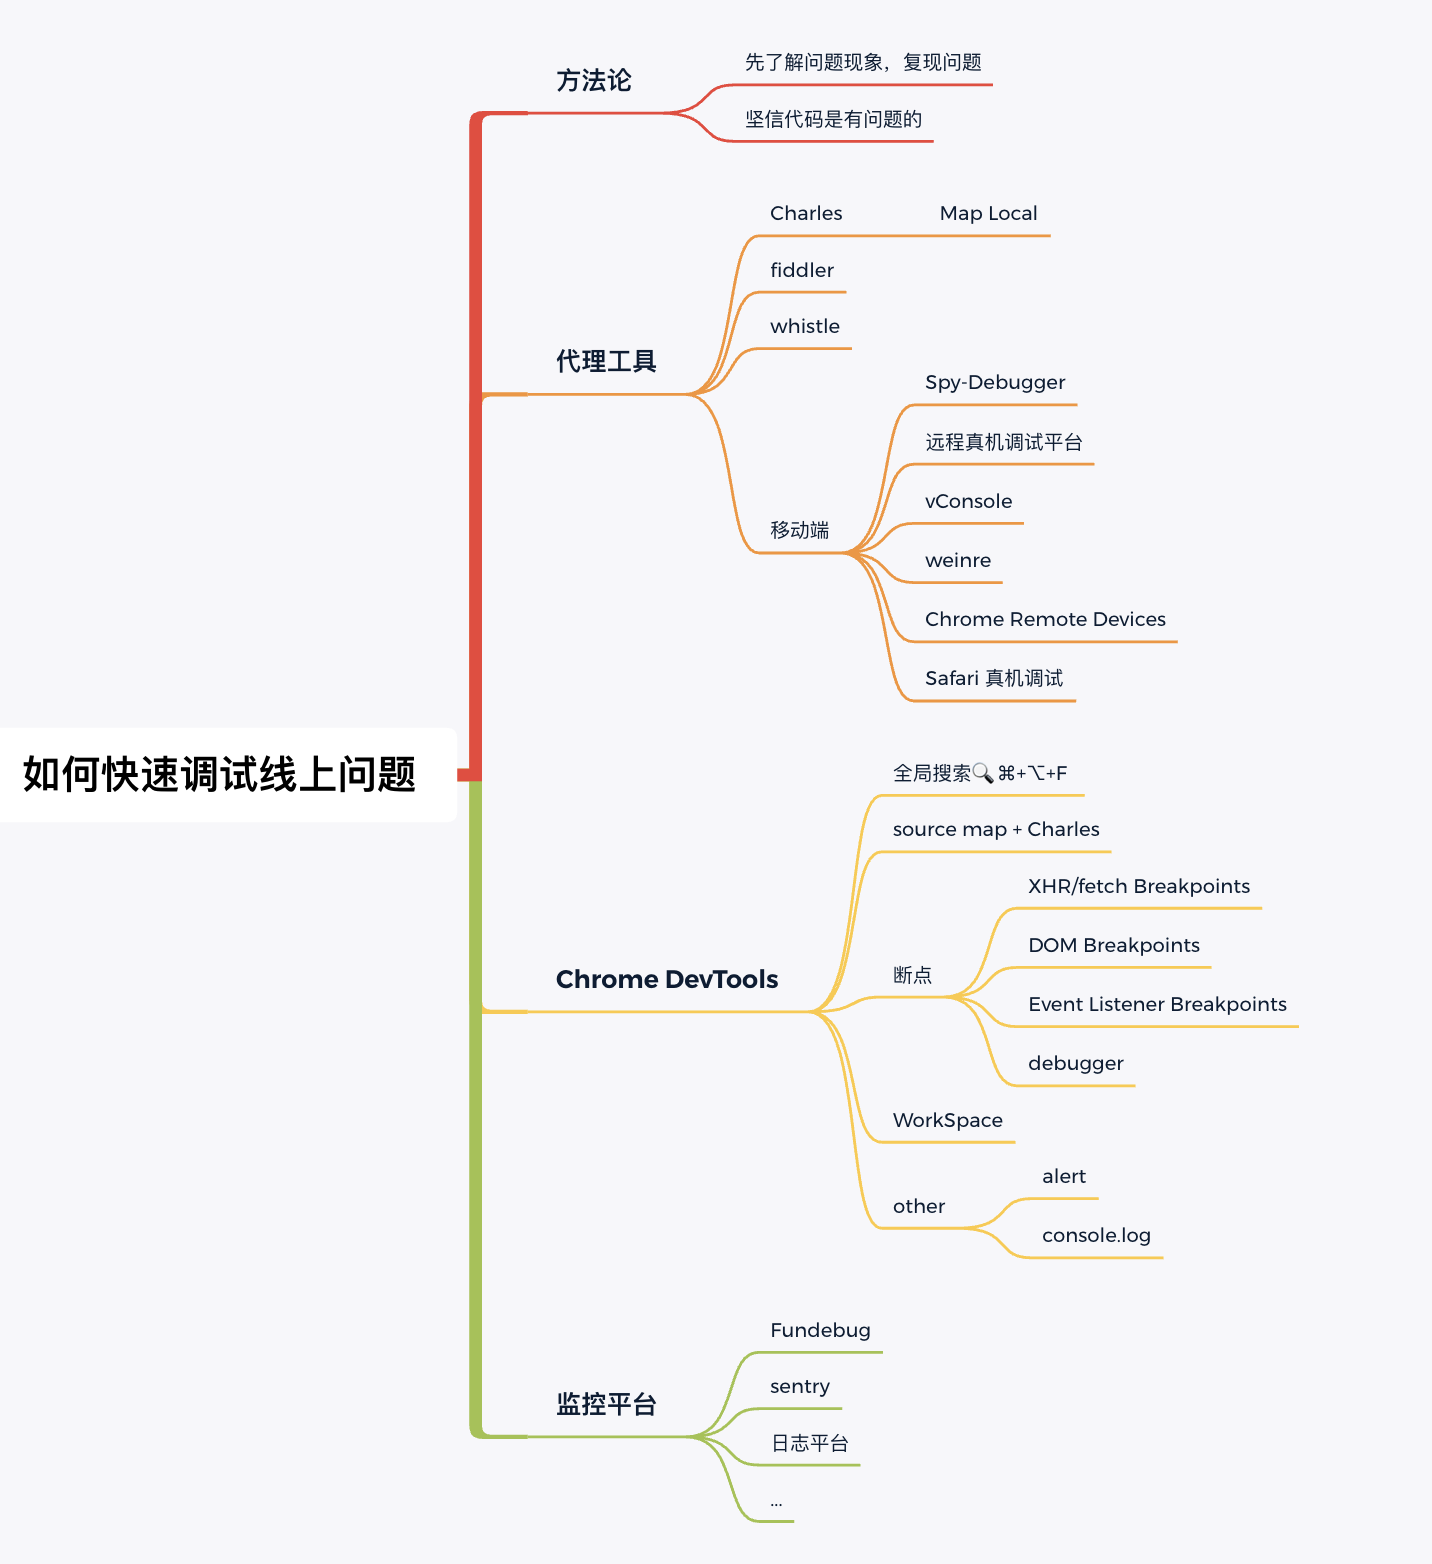 如何快速调试线上问题
方法论
先了解问题现象，复现问题
坚信代码是有问题的
代理工具
Charles
Map Local
fiddler
whistle
移动端
Spy-Debugger
远程真机调试平台
vConsole
weinre
Chrome Remote Devices
Safari 真机调试
Chrome DevTools
全局搜索🔍⌘+⌥+F
source map + Charles
断点
XHR/fetch Breakpoints
DOM Breakpoints
Event Listener Breakpoints
debugger
WorkSpace
other
alert
console.log
监控平台
Fundebug
sentry
日志平台
...